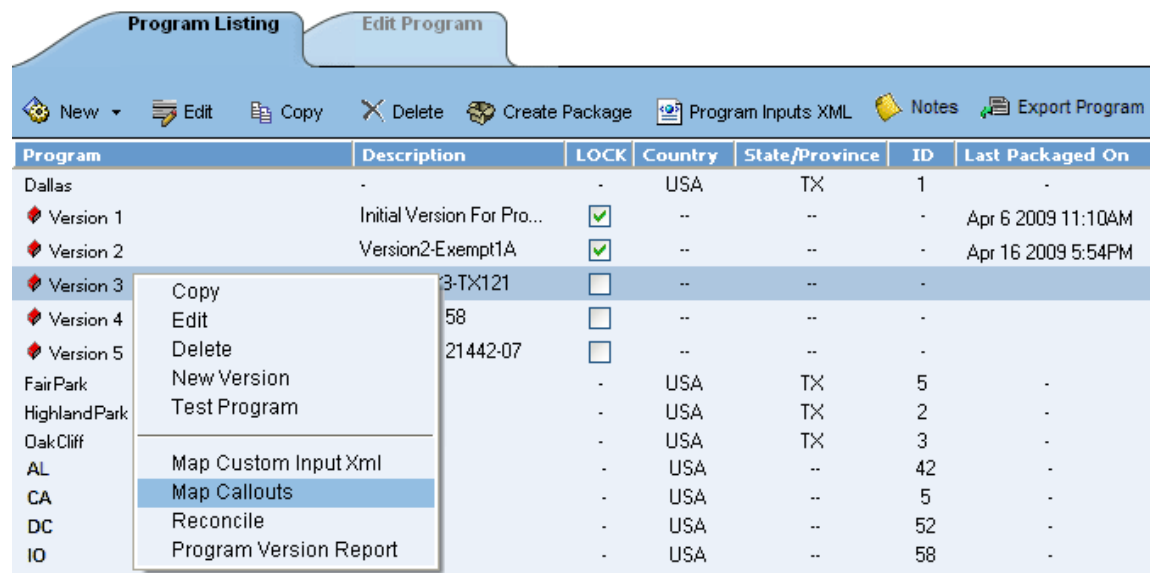 Program Listing Edit Program
New Edit Copy Delete Create Package Program Inputs XML Notes Export Program
Program Description LOCK Country State/Province ID Last Packaged On
Dallas - - USA TX 1 -
Version 1 Initial Version For Pro... -- -- - Apr 6 2009 11:10AM
Version 2 Version2-Exempt1A -- -- - Apr 16 2009 5:54PM
Version 3 3-TX121 -- -- -
Copy
Version 4 58 -- -- -
Edit
Version 5 21442-07 -- -- -
Delete
FairPark - USA TX 5 -
New Version
HighlandPark - USA TX 2 -
Test Program
OakCliff - USA TX 3 -
AL - USA -- 42 -
Map Custom Input Xml
CA - USA -- 5 -
Map Callouts
DC - USA -- 52 -
Reconcile
IO - USA -- 58 -
Program Version Report